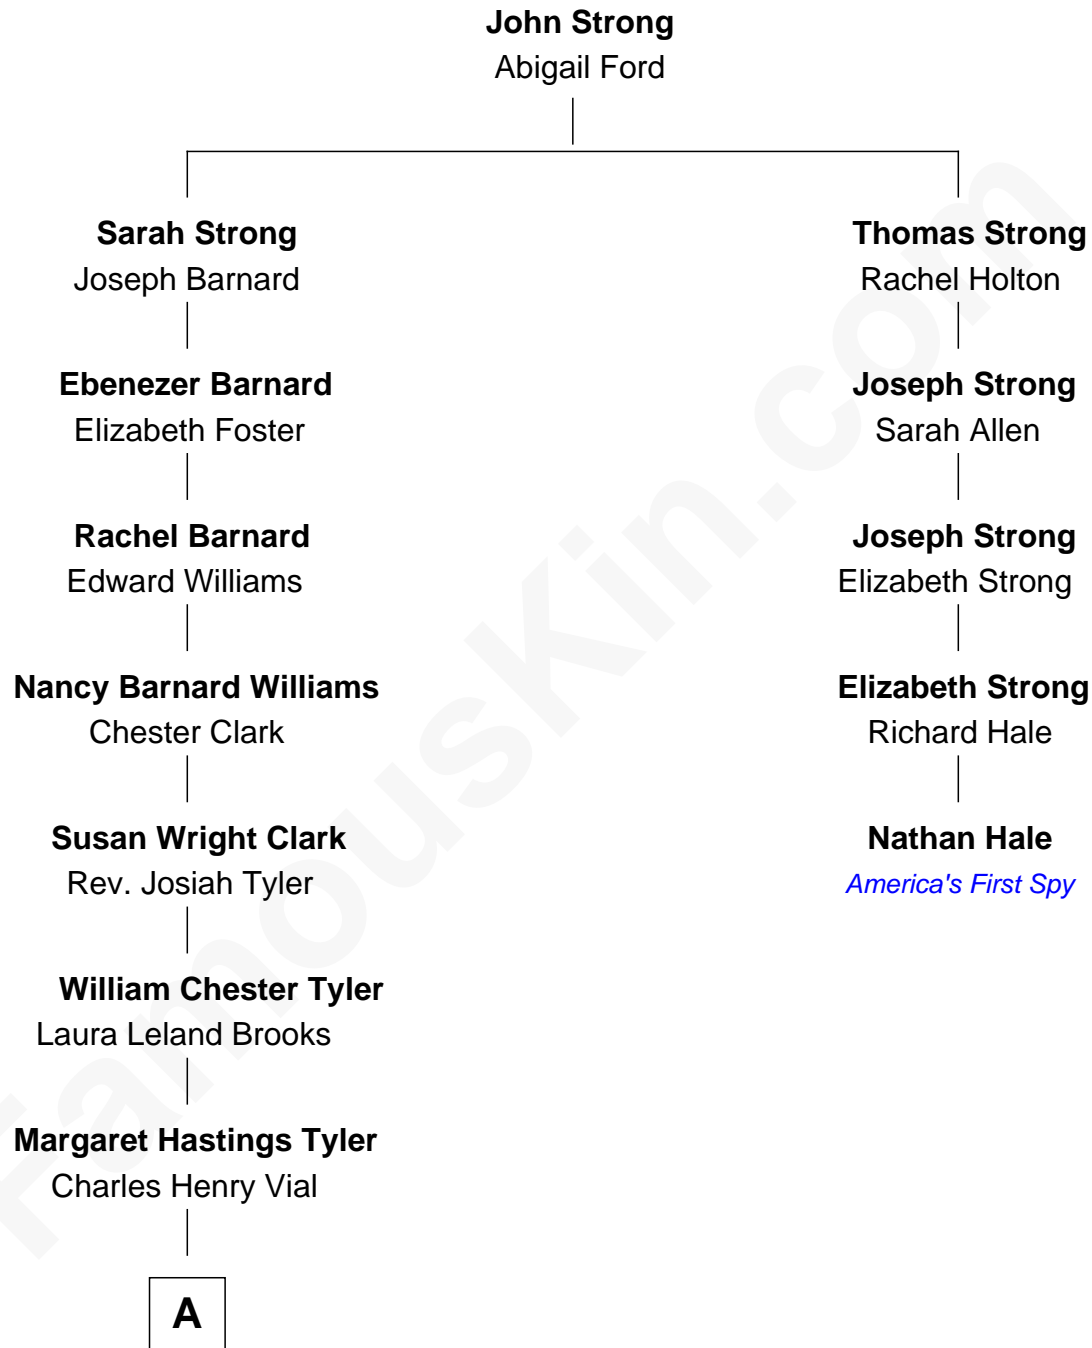 John Strong
Abigail Ford
Sarah Strong
Joseph Barnard
Thomas Strong
Rachel Holton
Ebenezer Barnard
Elizabeth Foster
Joseph Strong
Sarah Allen
Rachel Barnard
Edward Williams
Joseph Strong
Elizabeth Strong
Nancy Barnard Williams
Chester Clark
Elizabeth Strong
Richard Hale
Susan Wright Clark
Rev. Josiah Tyler
Nathan Hale
America's First Spy
William Chester Tyler
Laura Leland Brooks
Margaret Hastings Tyler
Charles Henry Vial
A
FamousKin.com